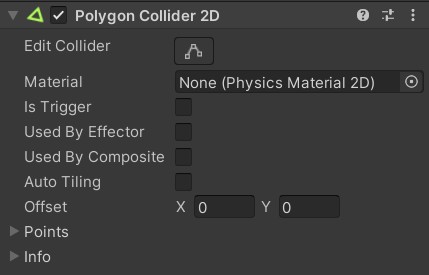 Polygon Collider 2D
Edit Collider
Material None (Physics Material 2D)
Is Trigger
Used By Effector
Used By Composite
Auto Tiling
Offset X 0 Y 0
Points
Info